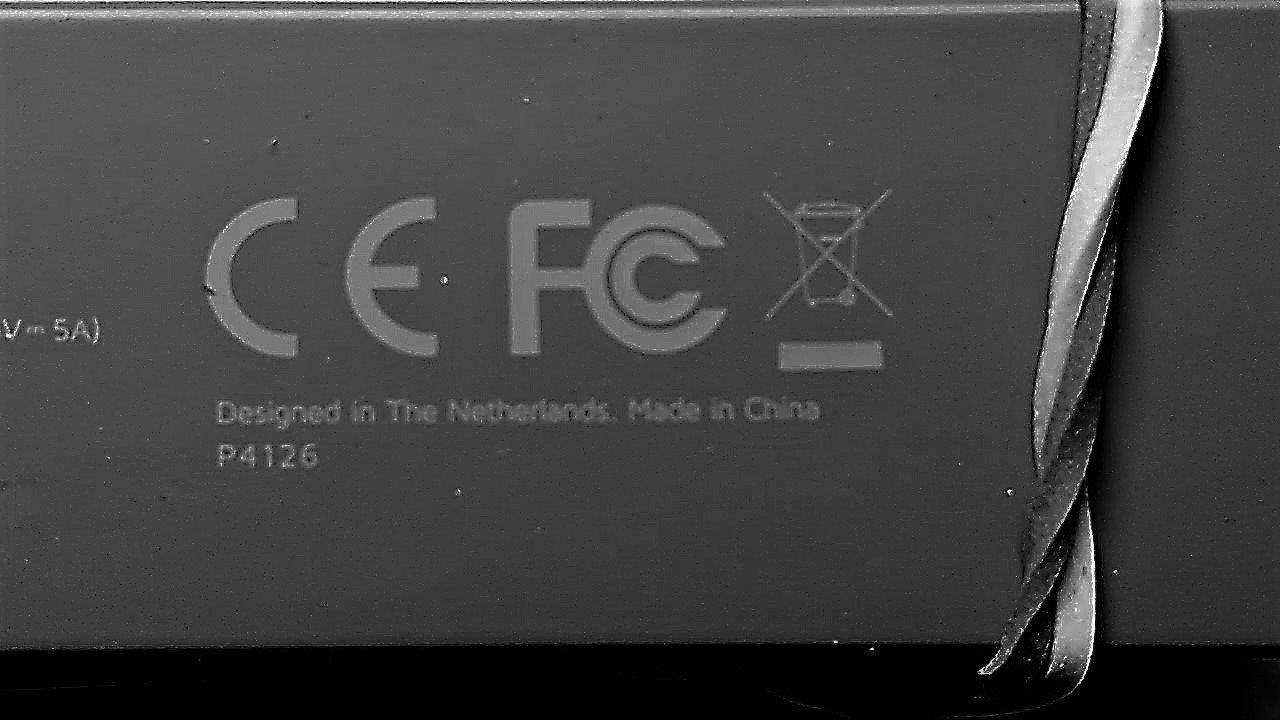 V⎓5A)
CE FC
Designed in The Netherlands. Made in China
P4126